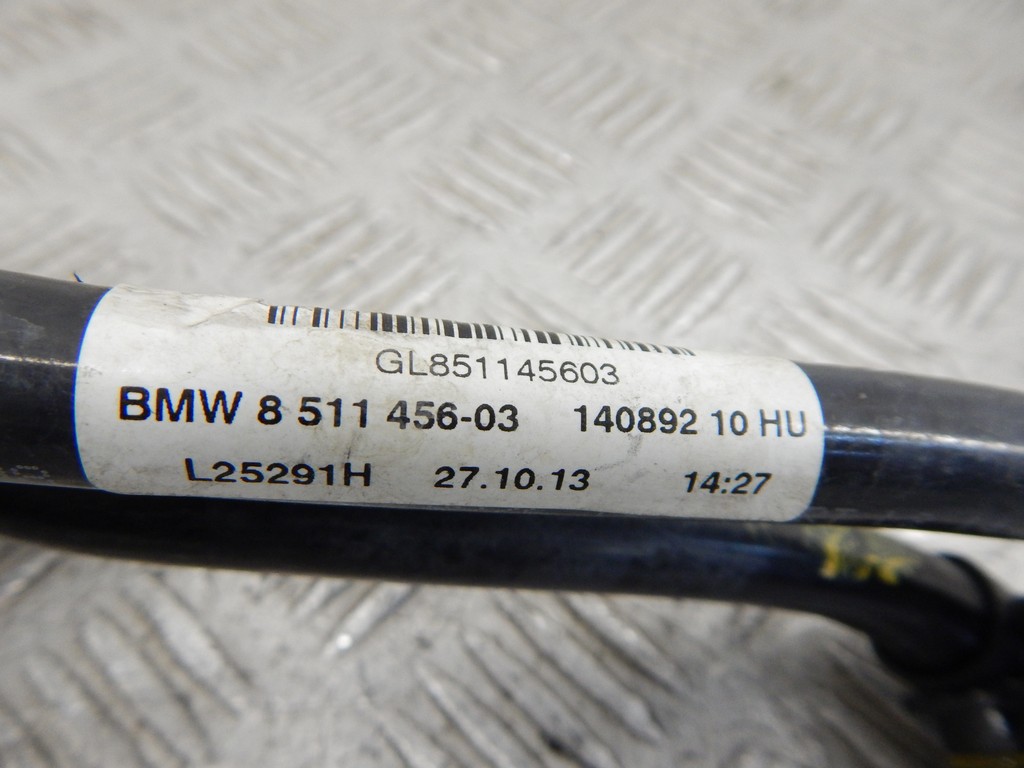 GL851145603
BMW 8 511 456-03 140892 10 HU
L25291H 27.10.13 14:27